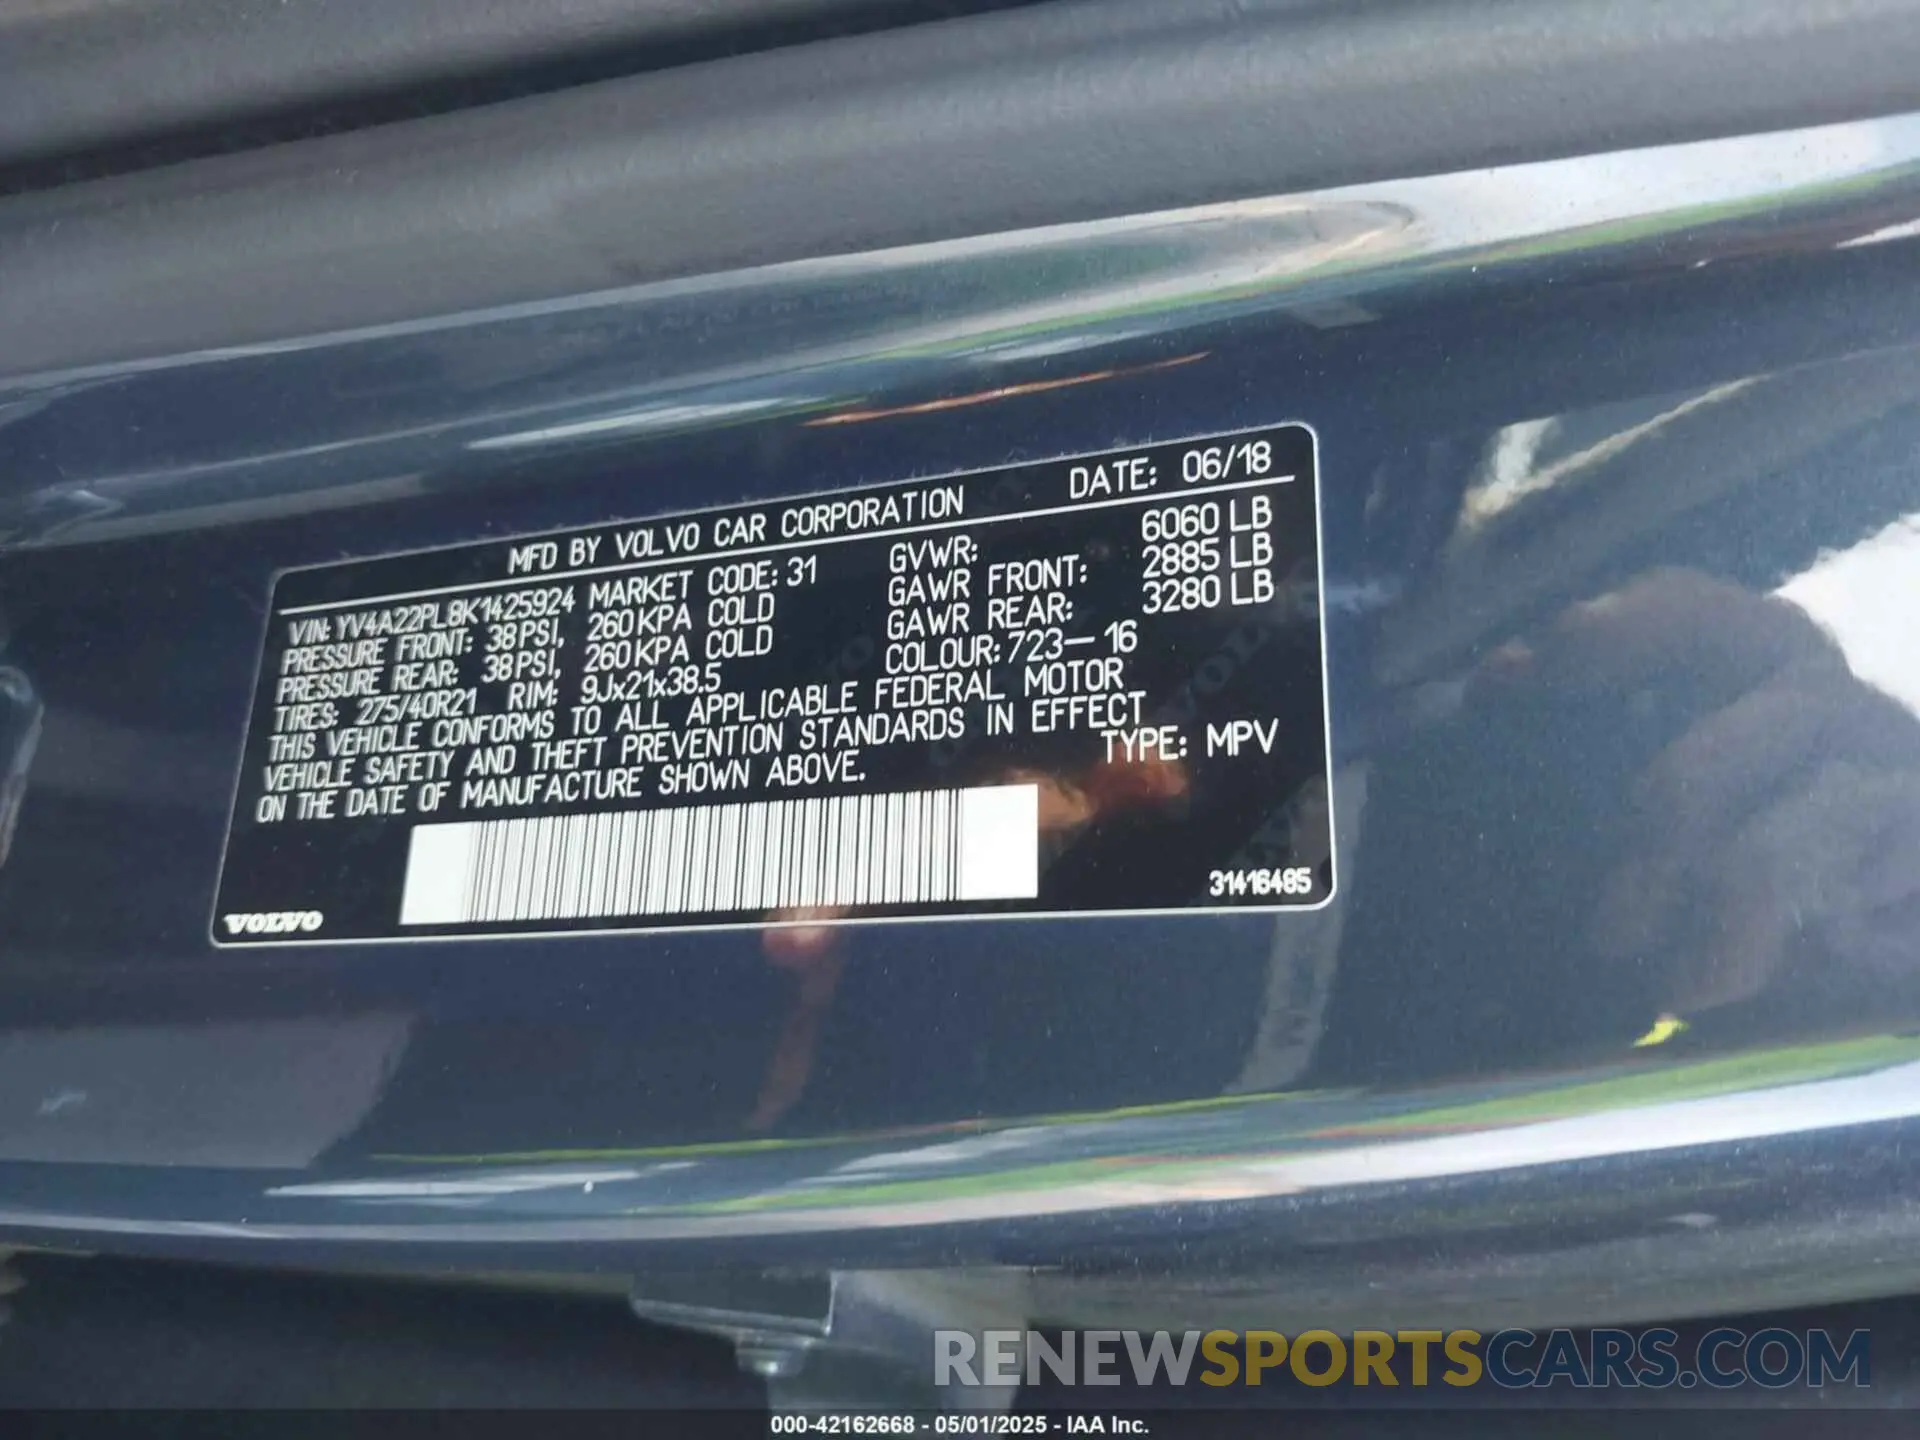 MFD BY VOLVO CAR CORPORATION DATE: 06/18
VIN: YV4A22PL8K1425924 MARKET CODE: 31 GVWR: 6060 LB
PRESSURE FRONT: 38 PSI, 260 KPA COLD GAWR FRONT: 2885 LB
PRESSURE REAR: 38 PSI, 260 KPA COLD GAWR REAR: 3280 LB
TIRES: 275/40R21 RIM: 9Jx21x38.5 COLOUR: 723-16
THIS VEHICLE CONFORMS TO ALL APPLICABLE FEDERAL MOTOR
VEHICLE SAFETY AND THEFT PREVENTION STANDARDS IN EFFECT
ON THE DATE OF MANUFACTURE SHOWN ABOVE. TYPE: MPV
31416485
VOLVO
RENEWSPORTSCARS.COM
000-42162668 - 05/01/2025 - IAA Inc.